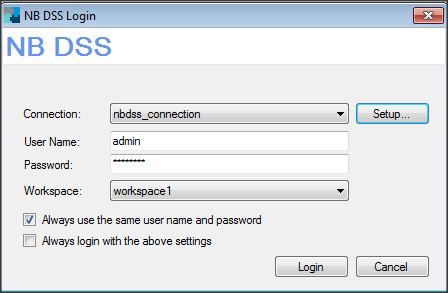 NB DSS Login
NB DSS
Connection: nbdss_connection Setup...
User Name: admin
Password: ********
Workspace: workspace1
Always use the same user name and password
Always login with the above settings
Login Cancel